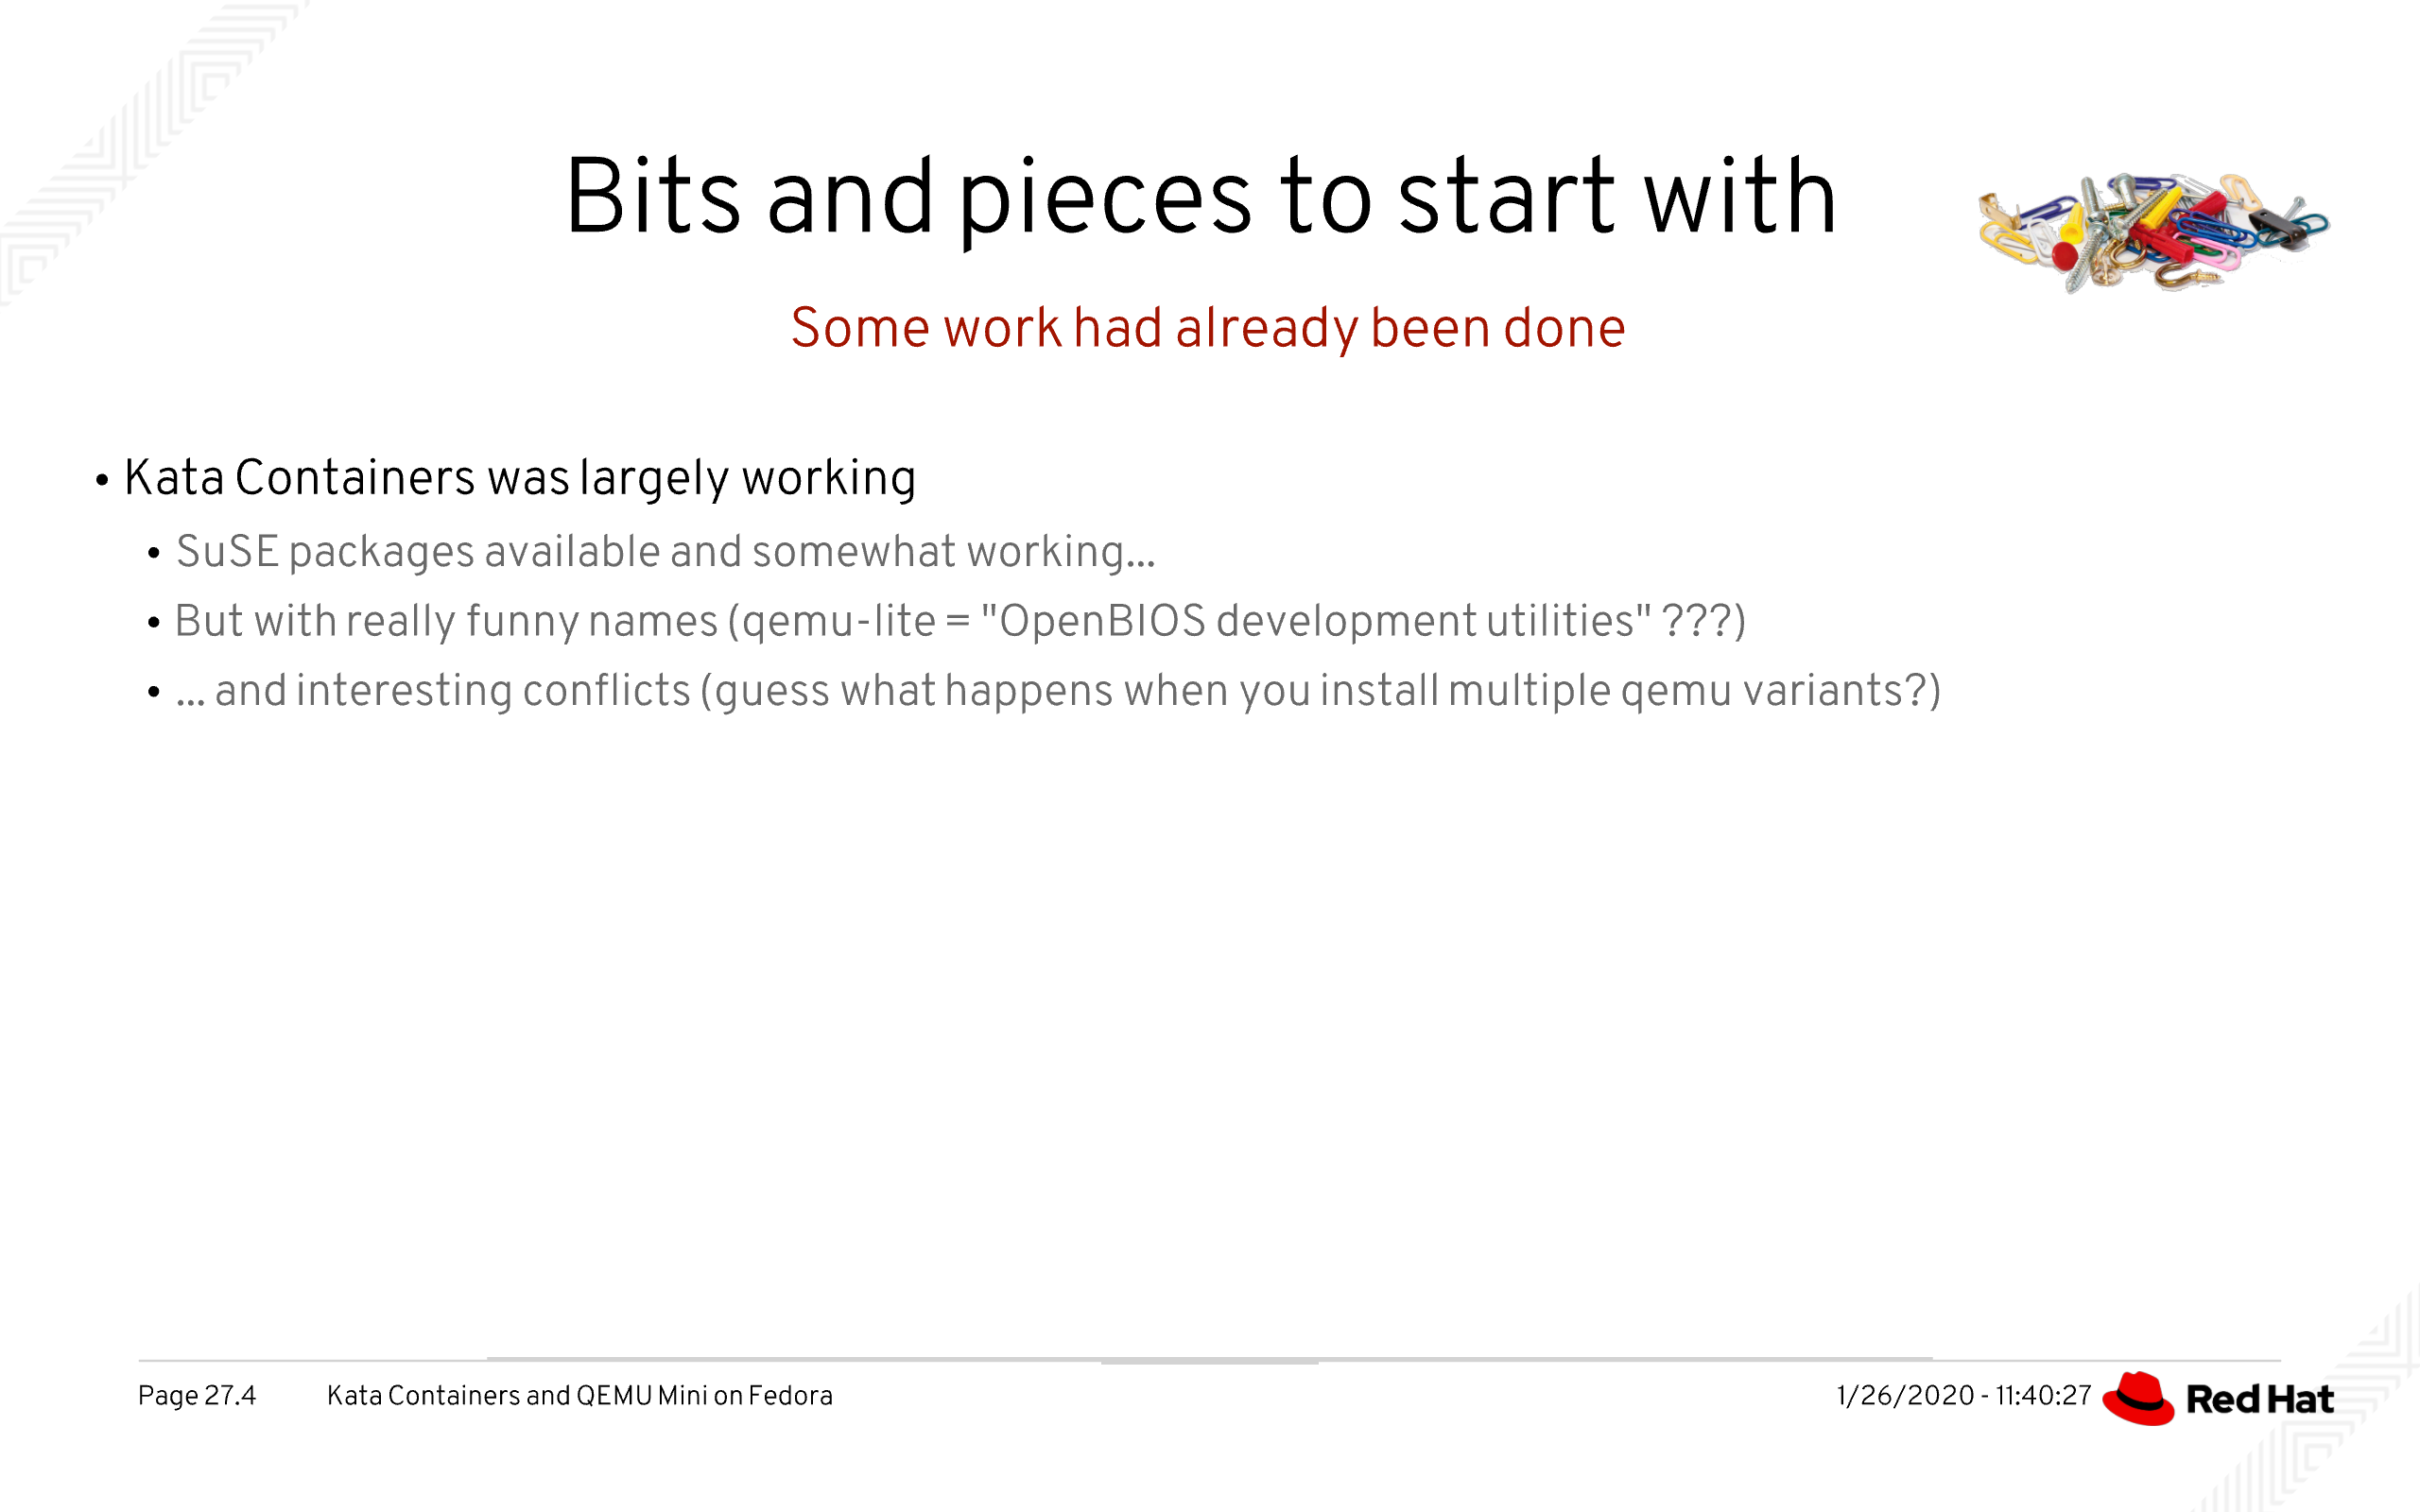 Bits and pieces to start with
Some work had already been done
• Kata Containers was largely working
• SuSE packages available and somewhat working...
• But with really funny names (qemu-lite = "OpenBIOS development utilities" ???)
• ... and interesting conflicts (guess what happens when you install multiple qemu variants?)
Page 27.4 Kata Containers and QEMU Mini on Fedora 1/26/2020 - 11:40:27 Red Hat